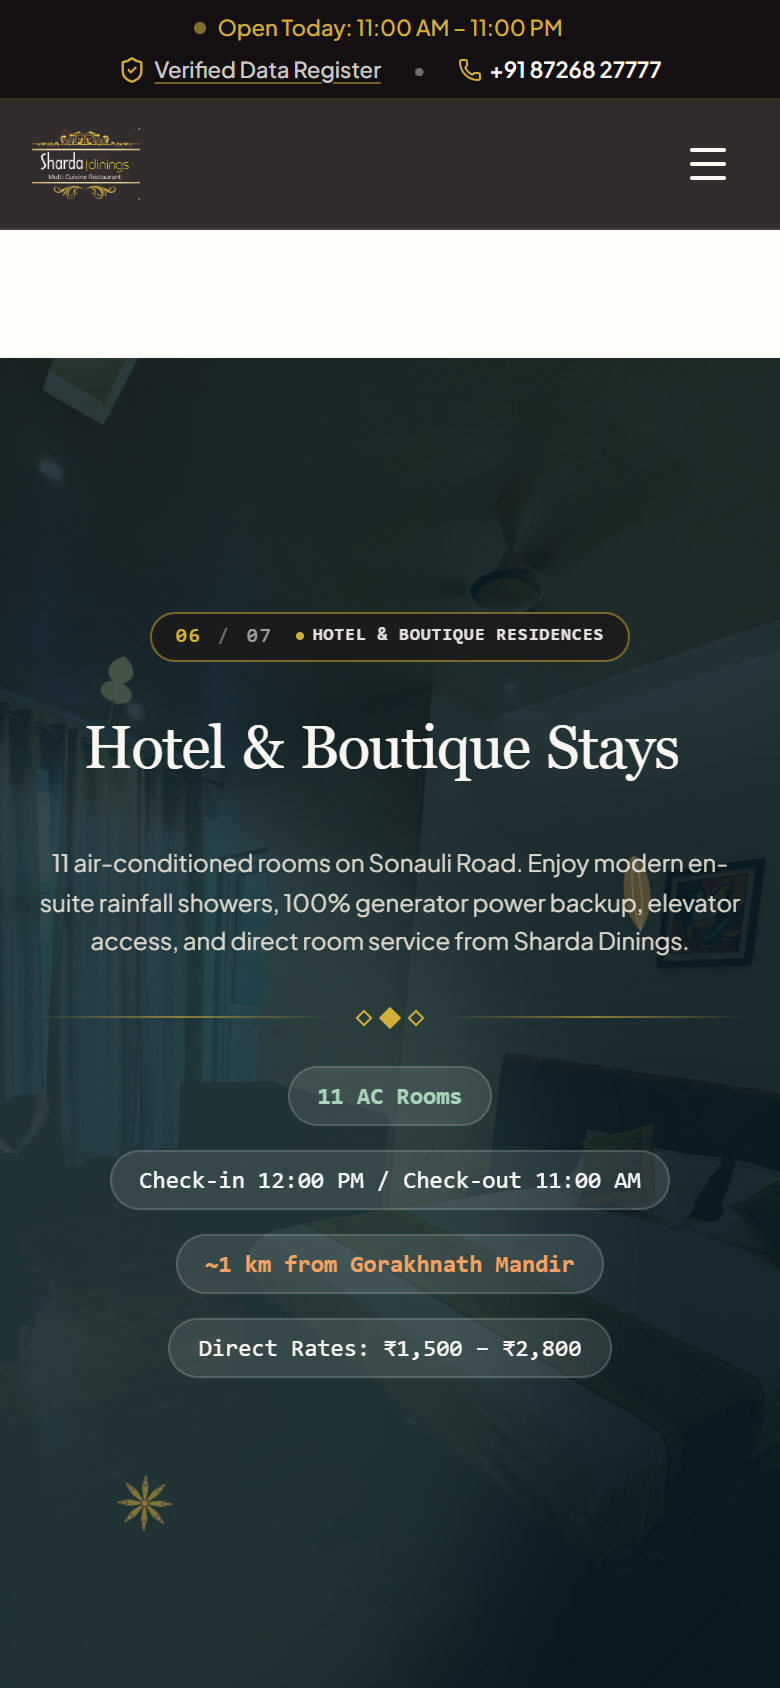 Open Today: 11:00 AM – 11:00 PM
Verified Data Register • +91 87268 27777
Sharda dinings
Multi Cuisine Restaurant
06 / 07 • HOTEL & BOUTIQUE RESIDENCES
Hotel & Boutique Stays
11 air-conditioned rooms on Sonauli Road. Enjoy modern en-
suite rainfall showers, 100% generator power backup, elevator
access, and direct room service from Sharda Dinings.
11 AC Rooms
Check-in 12:00 PM / Check-out 11:00 AM
~1 km from Gorakhnath Mandir
Direct Rates: ₹1,500 – ₹2,800